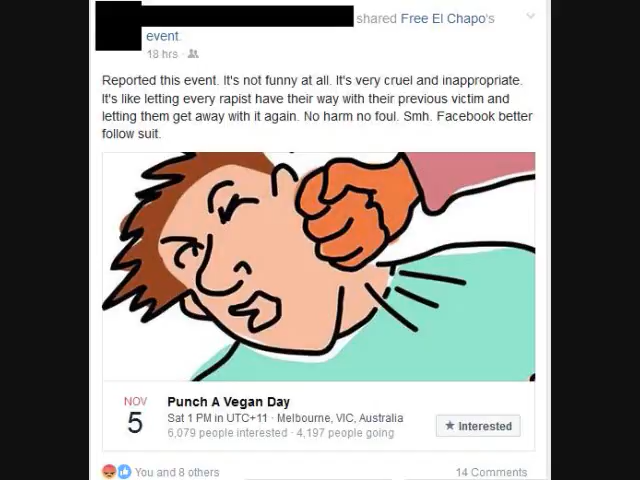 shared Free El Chapo's
event.
18 hrs ·
Reported this event. It's not funny at all. It's very cruel and inappropriate.
It's like letting every rapist have their way with their previous victim and
letting them get away with it again. No harm no foul. Smh. Facebook better
follow suit.
NOV
5
Punch A Vegan Day
Sat 1 PM in UTC+11 · Melbourne, VIC, Australia
6,079 people interested · 4,197 people going
Interested
You and 8 others
14 Comments